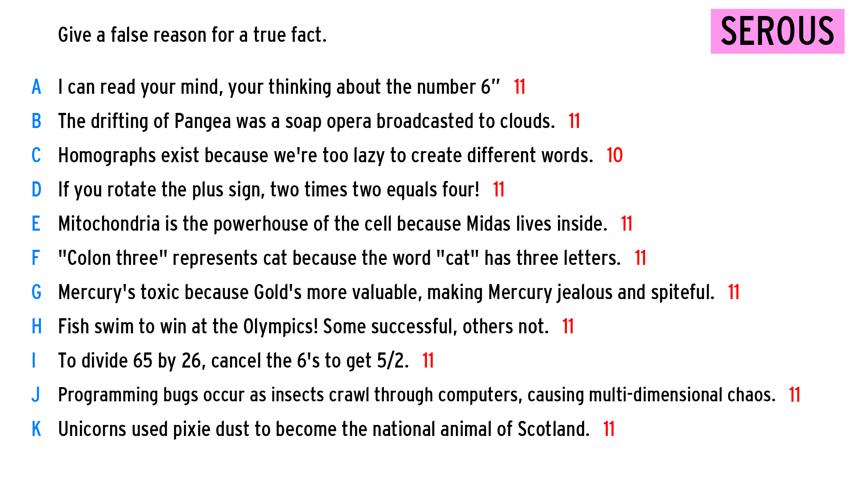 Give a false reason for a true fact.
SEROUS
A I can read your mind, your thinking about the number 6” 11
B The drifting of Pangea was a soap opera broadcasted to clouds. 11
C Homographs exist because we're too lazy to create different words. 10
D If you rotate the plus sign, two times two equals four! 11
E Mitochondria is the powerhouse of the cell because Midas lives inside. 11
F "Colon three" represents cat because the word "cat" has three letters. 11
G Mercury's toxic because Gold's more valuable, making Mercury jealous and spiteful. 11
H Fish swim to win at the Olympics! Some successful, others not. 11
I To divide 65 by 26, cancel the 6's to get 5/2. 11
J Programming bugs occur as insects crawl through computers, causing multi-dimensional chaos. 11
K Unicorns used pixie dust to become the national animal of Scotland. 11